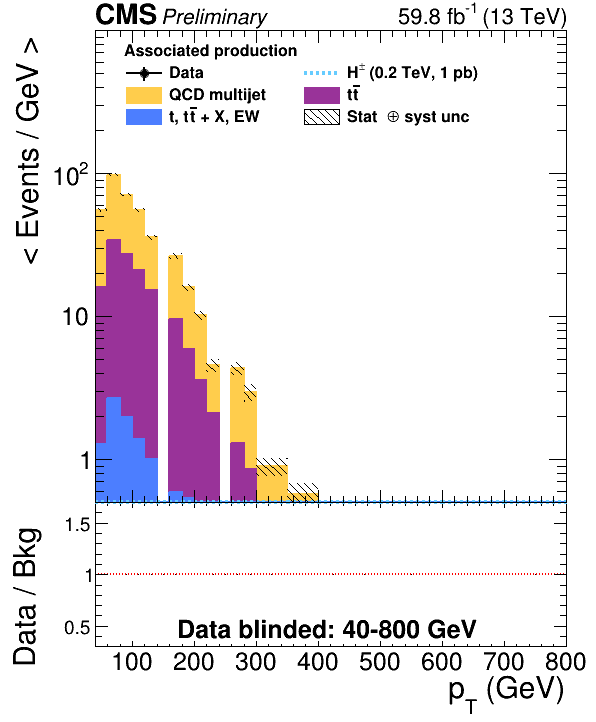 CMS Preliminary 59.8 fb⁻¹ (13 TeV)
< Events / GeV >
Associated production
Data
H± (0.2 TeV, 1 pb)
QCD multijet
tt̄
t, tt̄ + X, EW
Stat ⊕ syst unc
10²
10
1
Data / Bkg
1.5
1
0.5
Data blinded: 40-800 GeV
100 200 300 400 500 600 700 800
p_T (GeV)